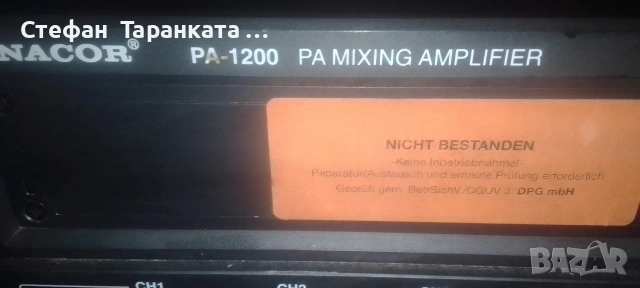 Стефан Таранката ...
NACOR® PA-1200 PA MIXING AMPLIFIER
NICHT BESTANDEN
-Keine Inbetriebnahme!-
Reparatur/Austausch und erneute Prüfung erforderlich
Geprüft gem. BetrSichV./DGUV 3: DPG mbH
BAZAR
CH1 CH2